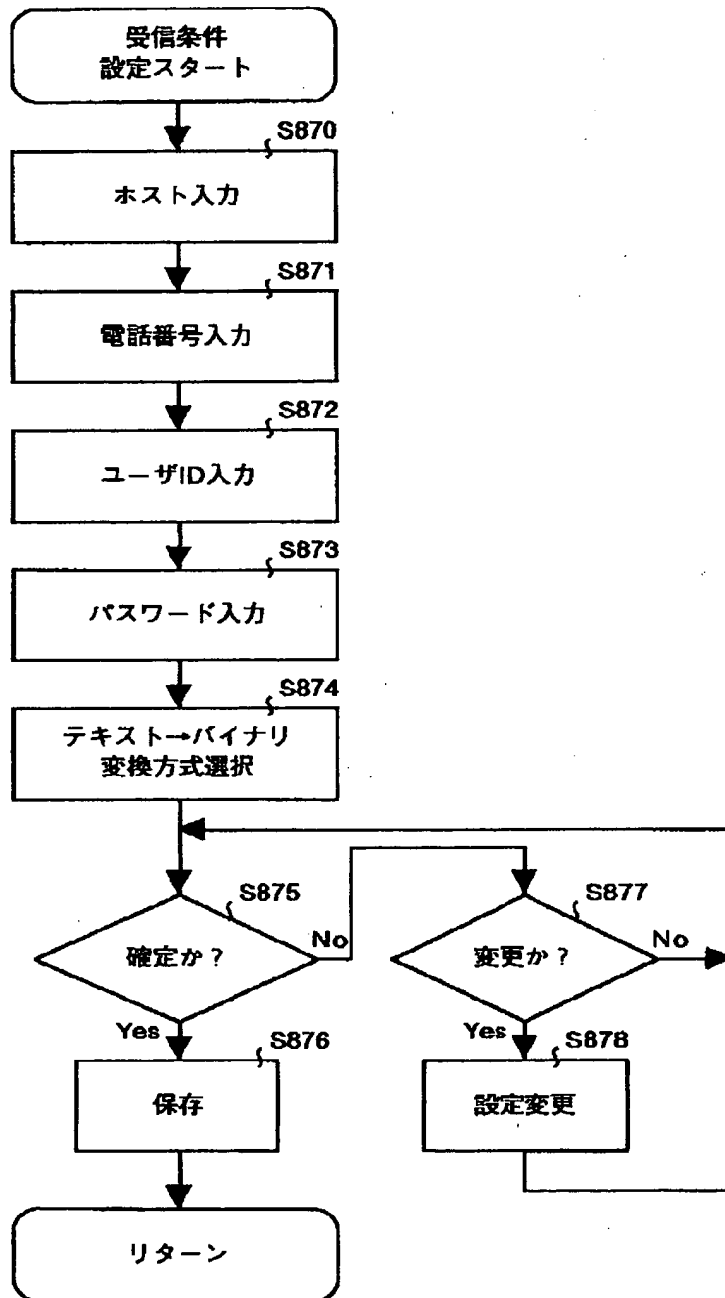 受信条件
設定スタート
S870
ホスト入力
S871
電話番号入力
S872
ユーザID入力
S873
パスワード入力
S874
テキスト→バイナリ
変換方式選択
S875
確定か？
No
Yes
S877
変更か？
No
Yes
S876
保存
S878
設定変更
リターン